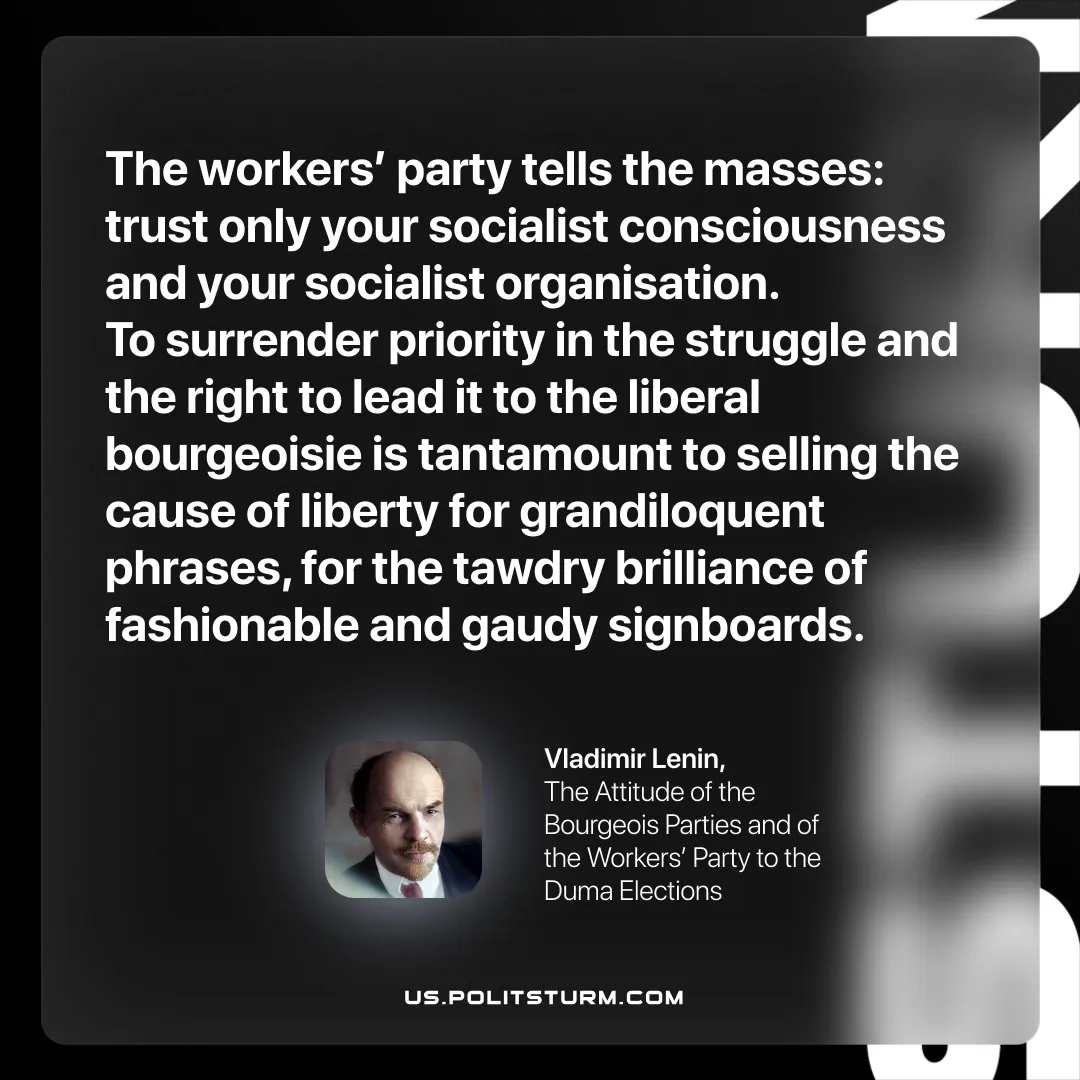 The workers’ party tells the masses:
trust only your socialist consciousness
and your socialist organisation.
To surrender priority in the struggle and
the right to lead it to the liberal
bourgeoisie is tantamount to selling the
cause of liberty for grandiloquent
phrases, for the tawdry brilliance of
fashionable and gaudy signboards.
Vladimir Lenin,
The Attitude of the
Bourgeois Parties and of
the Workers’ Party to the
Duma Elections
US.POLITSTURM.COM